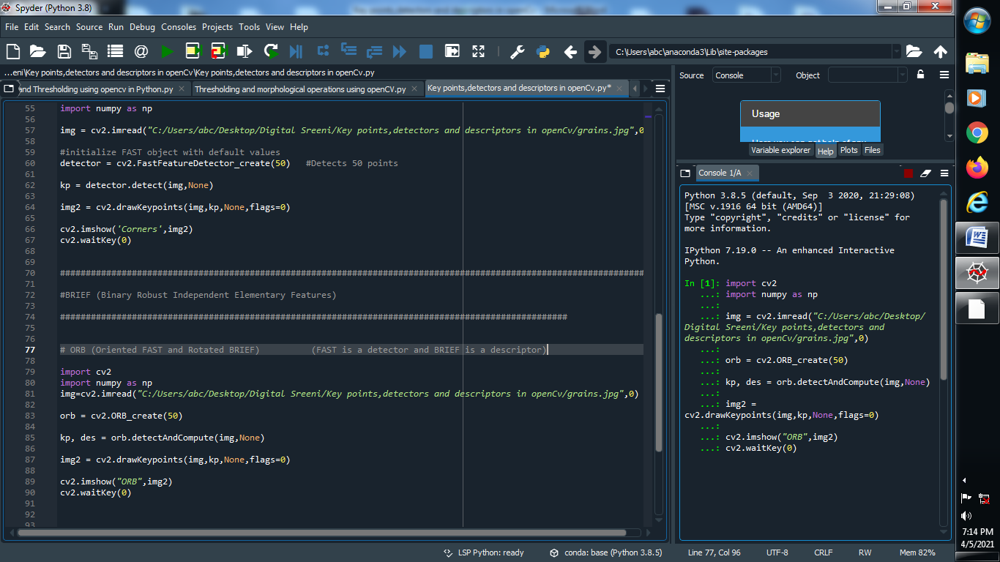 Spyder (Python 3.8)
File Edit Search Source Run Debug Consoles Projects Tools View Help
C:\Users\abc\anaconda3\Lib\site-packages
...eni\Key points,detectors and descriptors in openCv\Key points,detectors and descriptors in openCv.py
and Thresholding using opencv in Python.py
Thresholding and morphological operations using openCV.py
Key points,detectors and descriptors in openCv.py*
55 import numpy as np
56
57 img = cv2.imread("C:/Users/abc/Desktop/Digital Sreeni/Key points,detectors and descriptors in openCv/grains.jpg",0
58
59 #initialize FAST object with default values
60 detector = cv2.FastFeatureDetector_create(50)   #Detects 50 points
61
62 kp = detector.detect(img,None)
63
64 img2 = cv2.drawKeypoints(img,kp,None,flags=0)
65
66 cv2.imshow('Corners',img2)
67 cv2.waitKey(0)
68
69
70 ##################################################################################################################
71
72 #BRIEF (Binary Robust Independent Elementary Features)
73
74 ###################################################################################################
75
76
77 # ORB (Oriented FAST and Rotated BRIEF)          (FAST is a detector and BRIEF is a descriptor)
78
79 import cv2
80 import numpy as np
81 img=cv2.imread("C:/Users/abc/Desktop/Digital Sreeni/Key points,detectors and descriptors in openCv/grains.jpg",0)
82
83 orb = cv2.ORB_create(50)
84
85 kp, des = orb.detectAndCompute(img,None)
86
87 img2 = cv2.drawKeypoints(img,kp,None,flags=0)
88
89 cv2.imshow("ORB",img2)
90 cv2.waitKey(0)
91
92
93
Source Console Object
Usage
Variable explorer Help Plots Files
Console 1/A
Python 3.8.5 (default, Sep  3 2020, 21:29:08)
[MSC v.1916 64 bit (AMD64)]
Type "copyright", "credits" or "license" for
more information.
IPython 7.19.0 -- An enhanced Interactive
Python.
In [1]: import cv2
...: import numpy as np
...:
...: img = cv2.imread("C:/Users/abc/Desktop/
Digital Sreeni/Key points,detectors and
descriptors in openCv/grains.jpg",0)
...:
...: orb = cv2.ORB_create(50)
...:
...: kp, des = orb.detectAndCompute(img,None)
...:
...: img2 =
cv2.drawKeypoints(img,kp,None,flags=0)
...:
...: cv2.imshow("ORB",img2)
...: cv2.waitKey(0)
LSP Python: ready
conda: base (Python 3.8.5)
Line 77, Col 96
UTF-8
CRLF
RW
Mem 82%
7:14 PM
4/5/2021